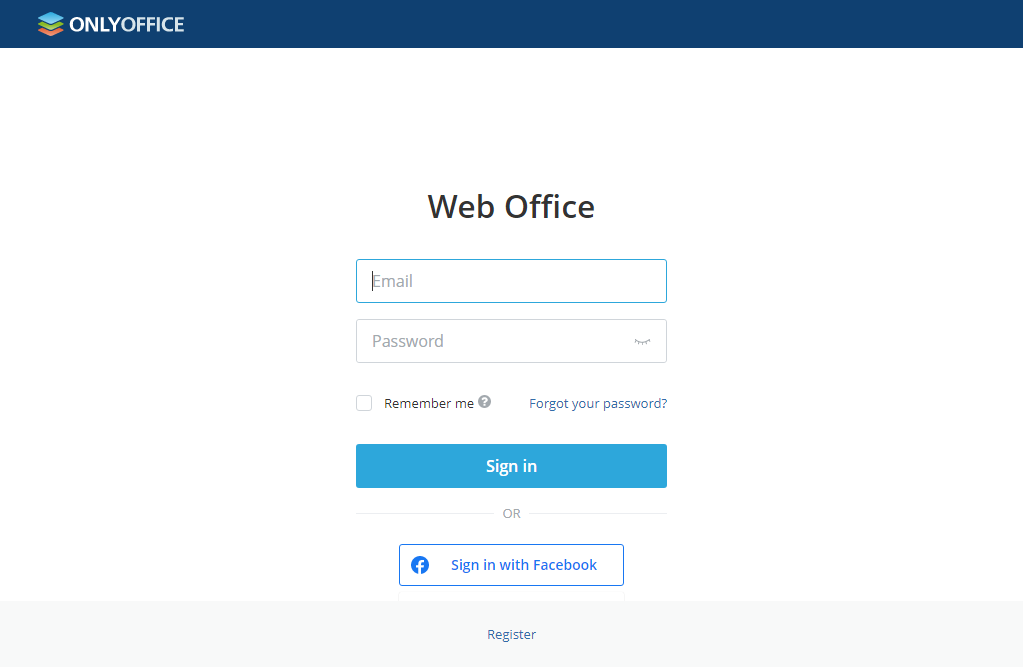 ONLYOFFICE
Web Office
Email
Password
Remember me ?
Forgot your password?
Sign in
OR
Sign in with Facebook
Register